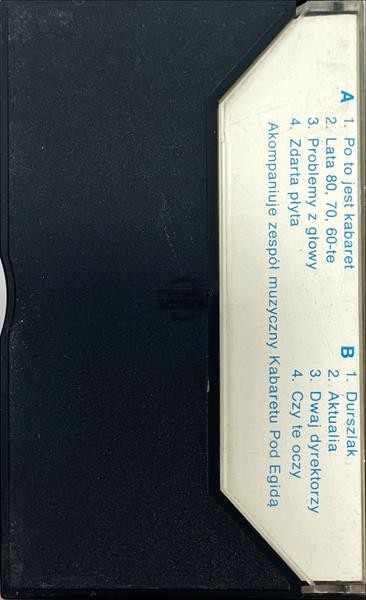 A 1. Po to jest kabaret
2. Lata 80, 70, 60-te
3. Problemy z głowy
4. Zdarta płyta
B 1. Durszlak
2. Aktualia
3. Dwaj dyrektorzy
4. Czy te oczy
Akompaniuje zespół muzyczny Kabaretu Pod Egidą